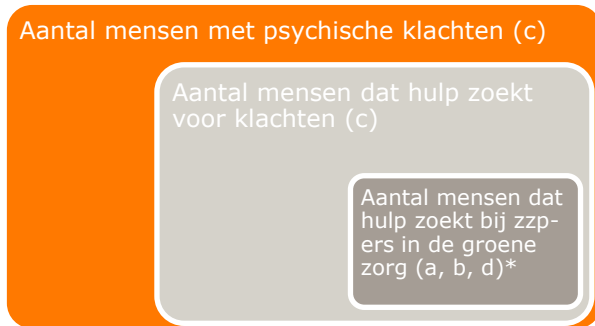 Aantal mensen met psychische klachten (c)
Aantal mensen dat hulp zoekt
voor klachten (c)
Aantal mensen dat
hulp zoekt bij zzp-
ers in de groene
zorg (a, b, d)*